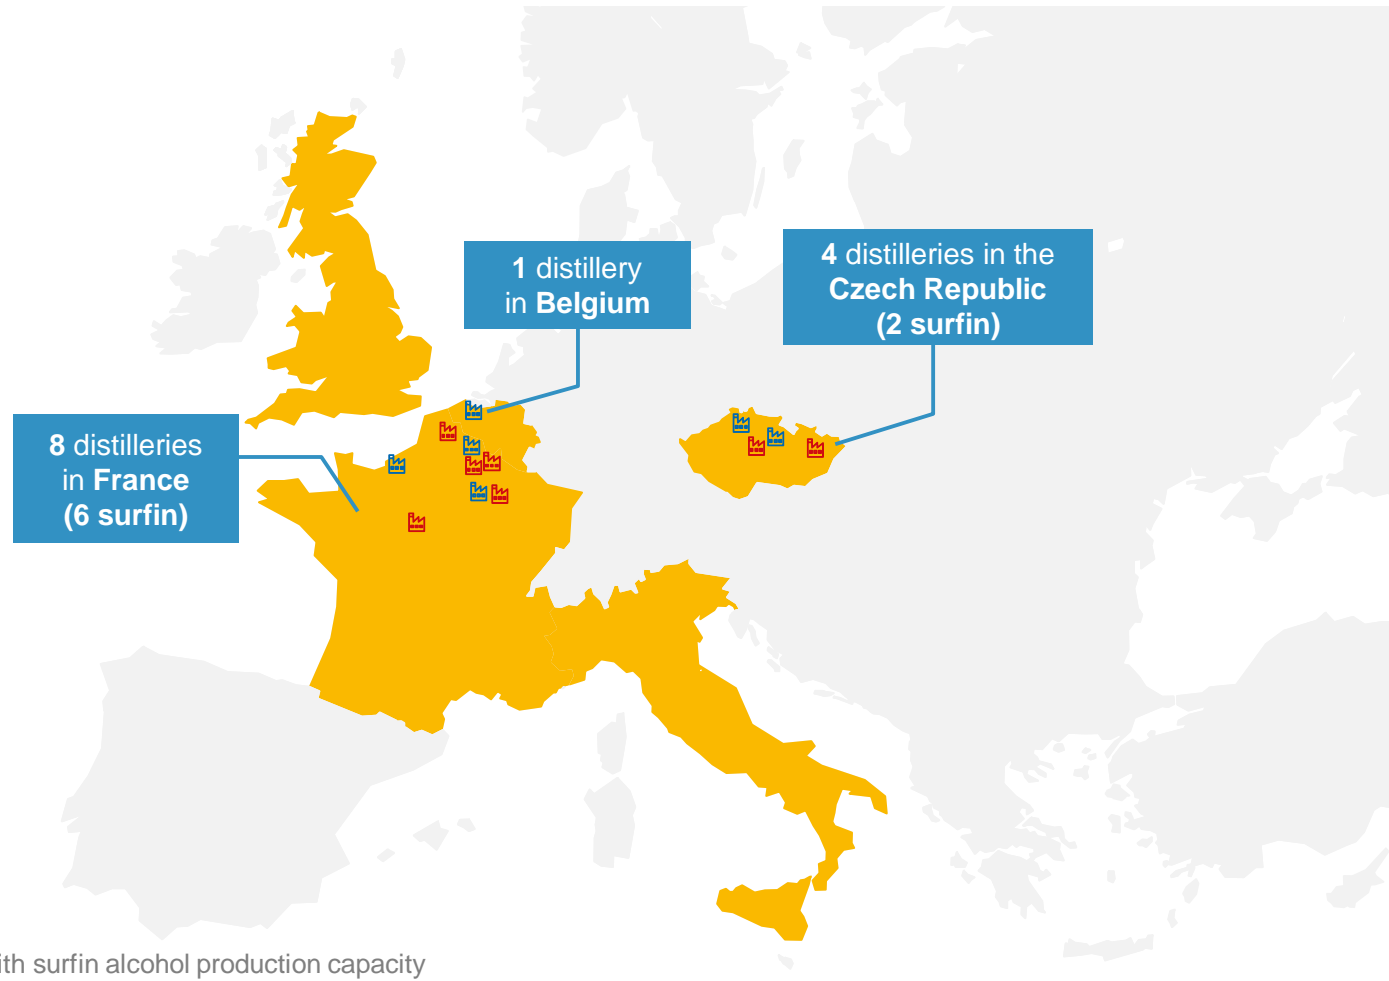 1 distillery
in Belgium
4 distilleries in the
Czech Republic
(2 surfin)
8 distilleries
in France
(6 surfin)
surfin alcohol production capacity